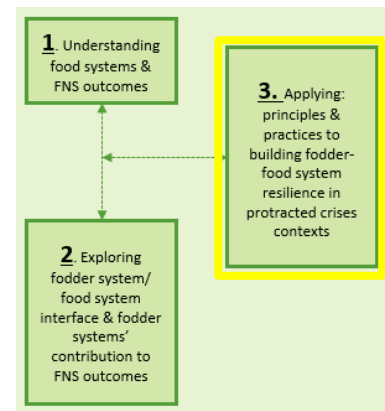 1. Understanding
food systems &
FNS outcomes
3. Applying:
principles &
practices to
building fodder-
food system
resilience in
protracted crises
contexts
2. Exploring
fodder system/
food system
interface & fodder
systems'
contribution to
FNS outcomes